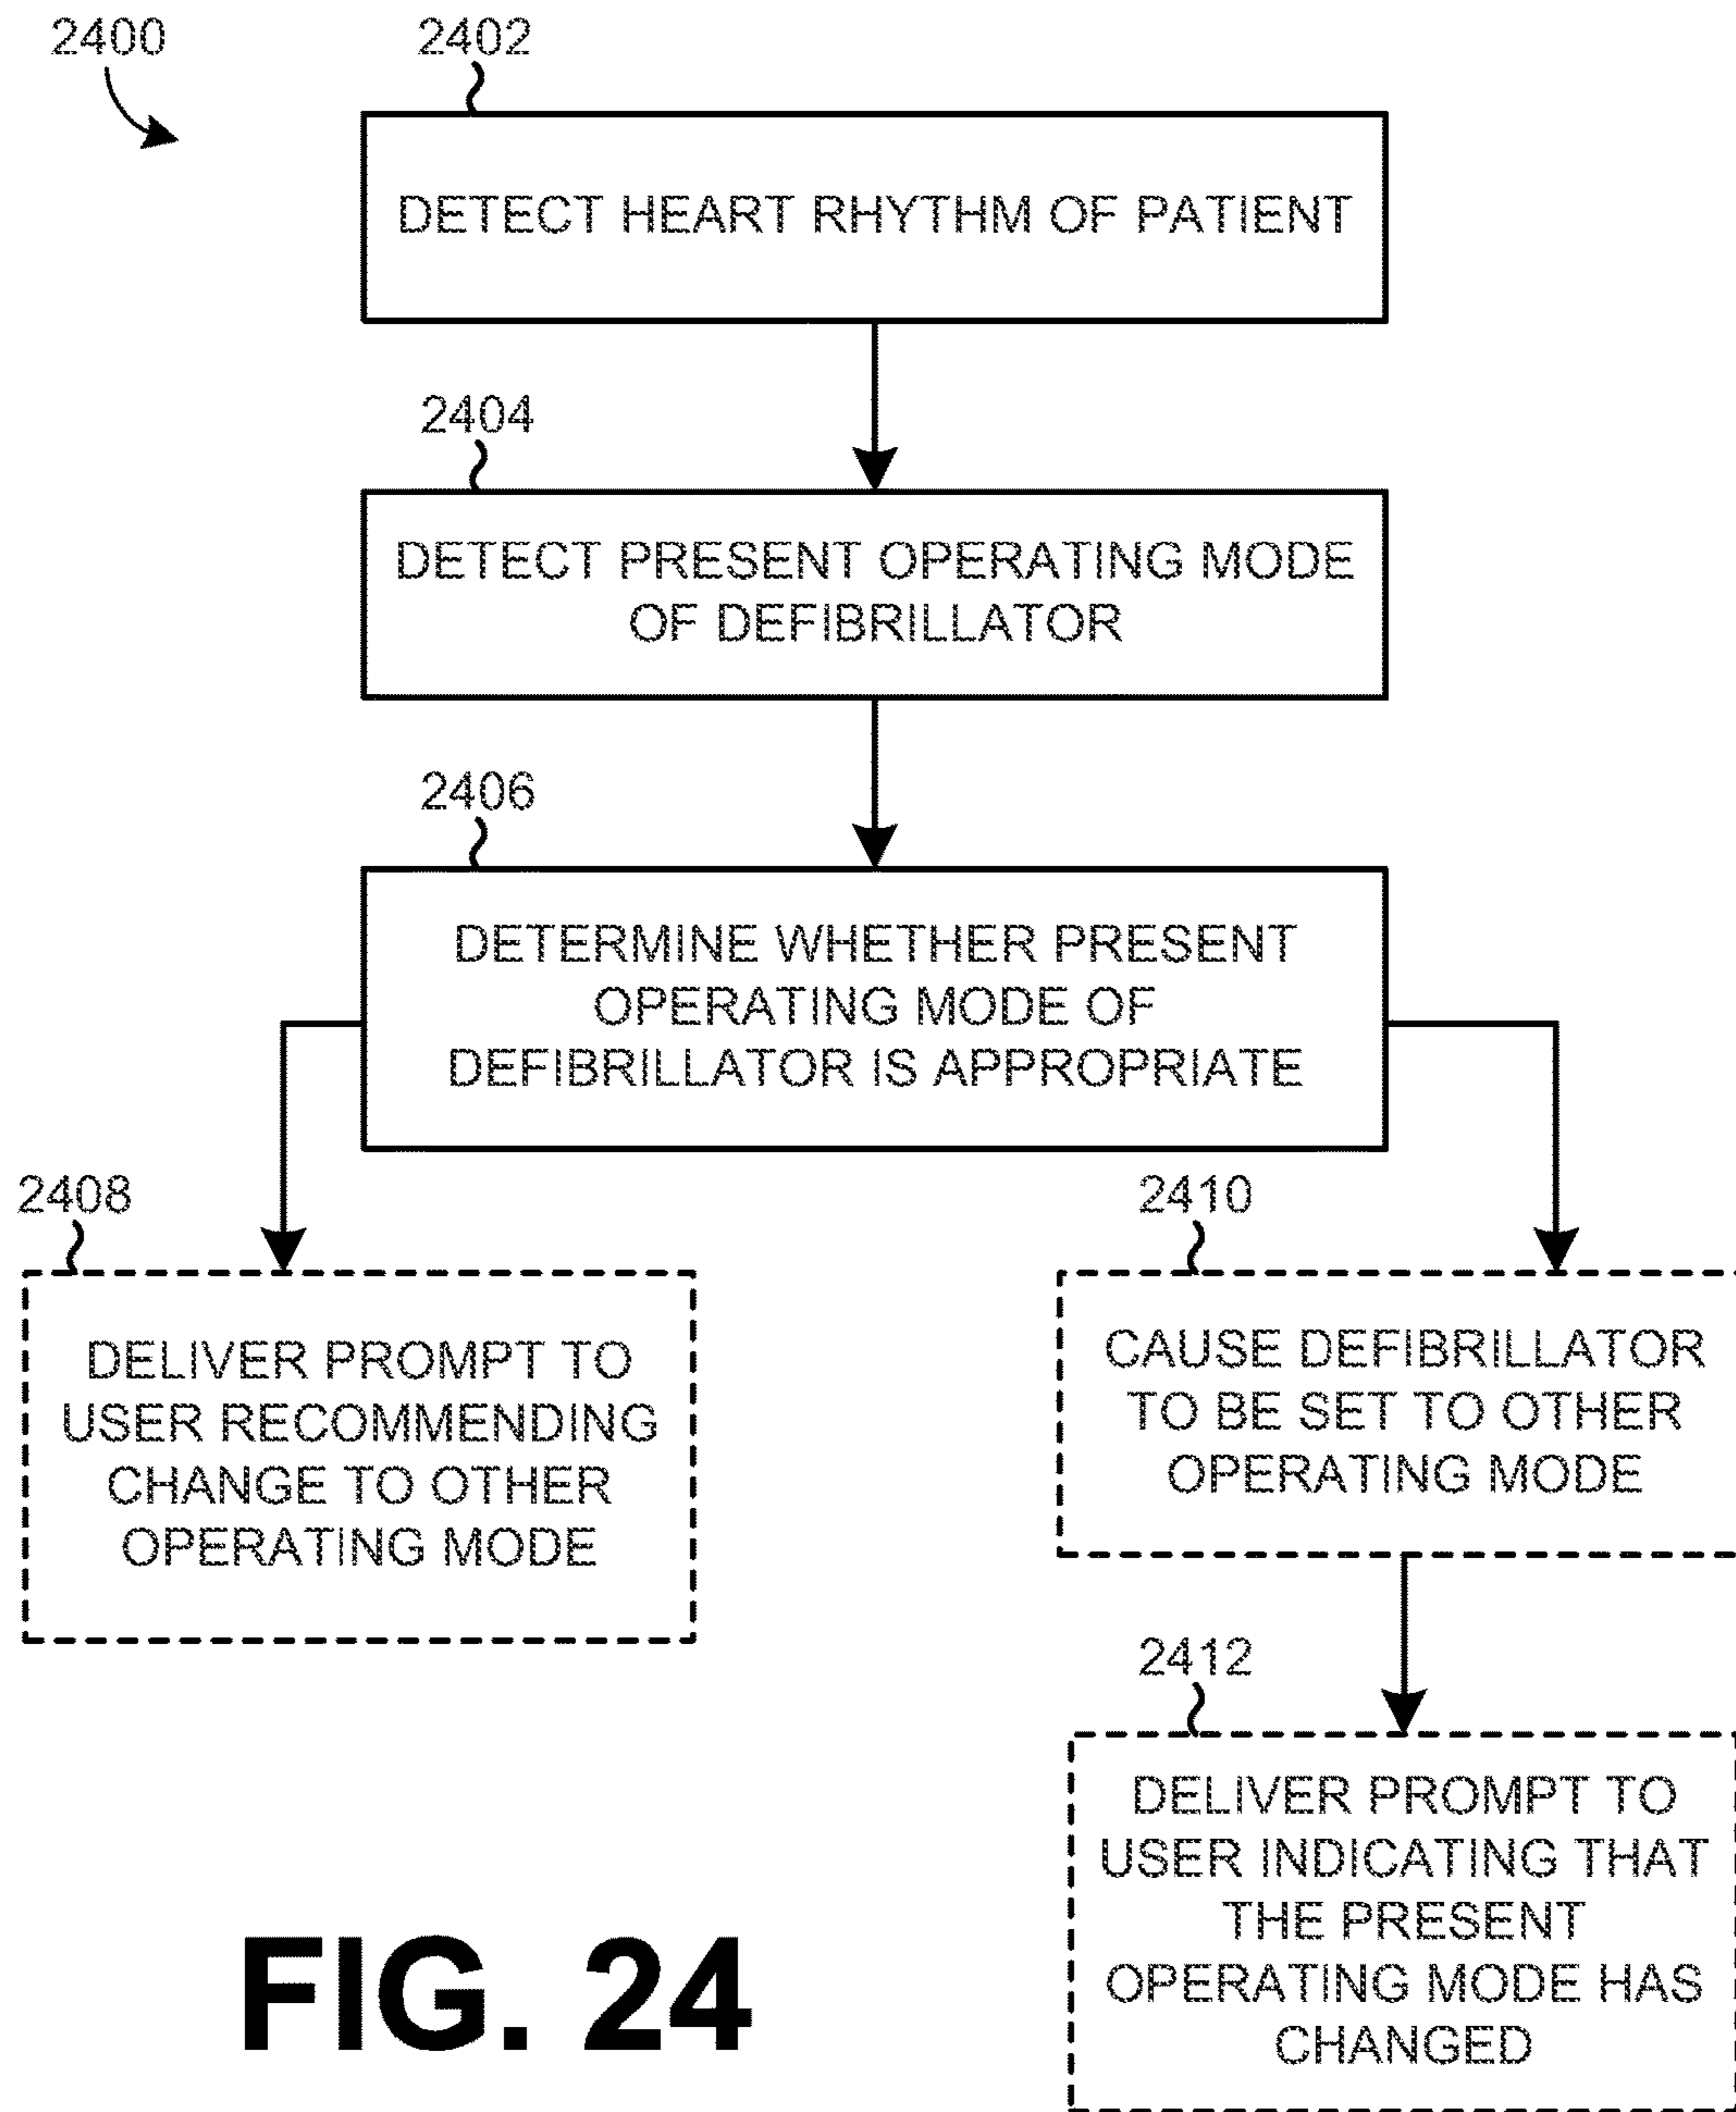 2400
2402
DETECT HEART RHYTHM OF PATIENT
2404
DETECT PRESENT OPERATING MODE
OF DEFIBRILLATOR
2406
DETERMINE WHETHER PRESENT
OPERATING MODE OF
DEFIBRILLATOR IS APPROPRIATE
2408
DELIVER PROMPT TO
USER RECOMMENDING
CHANGE TO OTHER
OPERATING MODE
2410
CAUSE DEFIBRILLATOR
TO BE SET TO OTHER
OPERATING MODE
2412
DELIVER PROMPT TO
USER INDICATING THAT
THE PRESENT
OPERATING MODE HAS
CHANGED
FIG. 24